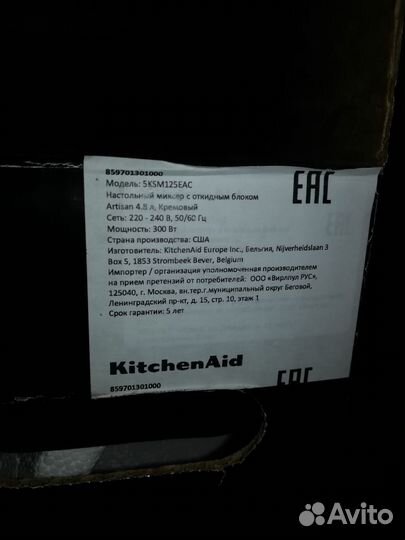 859701301000
Модель: 5KSM125EAC
Настольный миксер с откидным блоком
Artisan 4.8 л, Кремовый
Сеть: 220 - 240 В, 50/60 Гц
Мощность: 300 Вт
Страна производства: США
Изготовитель: KitchenAid Europe Inc., Бельгия, Nijverheidslaan 3
Box 5, 1853 Strombeek Bever, Belgium
Импортер / организация уполномоченная производителем
на прием претензий от потребителей: ООО «Вирлпул РУС»,
125040, г. Москва, вн.тер.г.муниципальный округ Беговой,
Ленинградский пр-кт, д. 15, стр. 10, этаж 1
Срок гарантии: 5 лет
EAC
KitchenAid
859701301000
EAC
Avito